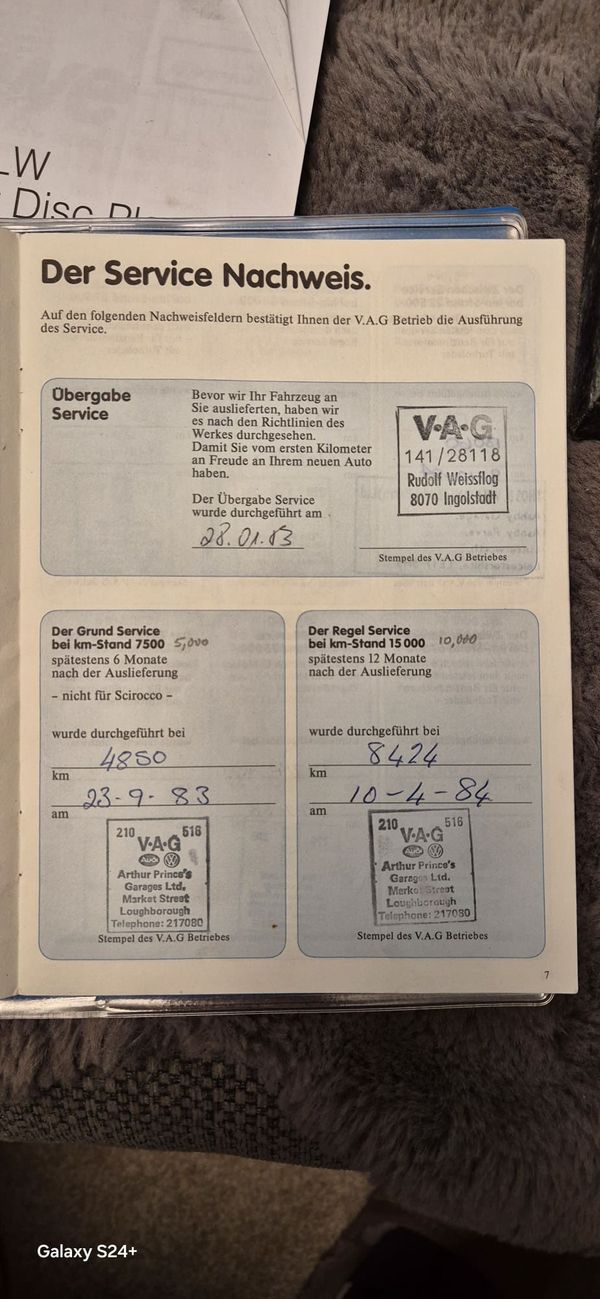 LW
Disc Pl
Der Service Nachweis.
Auf den folgenden Nachweisfeldern bestätigt Ihnen der V.A.G Betrieb die Ausführung
des Service.
Übergabe
Service
Bevor wir Ihr Fahrzeug an
Sie auslieferten, haben wir
es nach den Richtlinien des
Werkes durchgesehen.
Damit Sie vom ersten Kilometer
an Freude an Ihrem neuen Auto
haben.
Der Übergabe Service
wurde durchgeführt am
28.01.83
V·A·G
141/28118
Rudolf Weissflog
8070 Ingolstadt
Stempel des V.A.G Betriebes
Der Grund Service
bei km-Stand 7500 5,000
spätestens 6 Monate
nach der Auslieferung
– nicht für Scirocco –
wurde durchgeführt bei
4850
km
23-9-83
am
210 516
V·A·G
Audi VW
Arthur Prince's
Garages Ltd.
Market Street
Loughborough
Telephone: 217080
Stempel des V.A.G Betriebes
Der Regel Service
bei km-Stand 15 000 10,000
spätestens 12 Monate
nach der Auslieferung
wurde durchgeführt bei
8424
km
10-4-84
am
210 516
V·A·G
Audi VW
Arthur Prince's
Garages Ltd.
Market Street
Loughborough
Telephone: 217080
Stempel des V.A.G Betriebes
7
Galaxy S24+